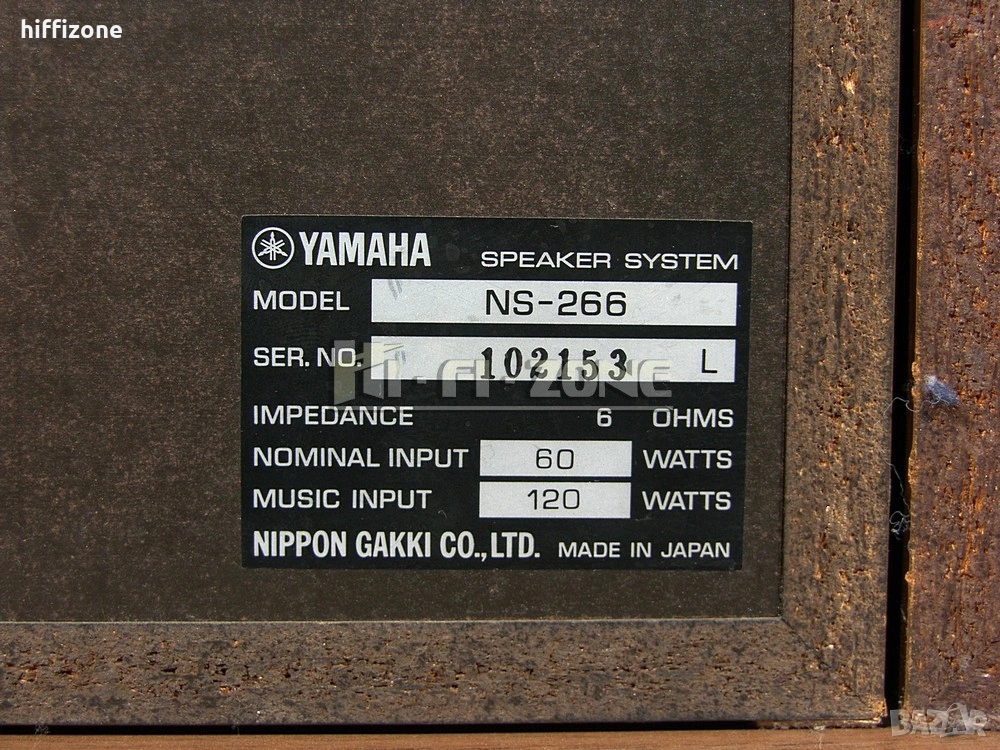 hiffizone
YAMAHA SPEAKER SYSTEM
MODEL NS-266
SER. NO. 102153 L
HI-FI-ZONE
IMPEDANCE 6 OHMS
NOMINAL INPUT 60 WATTS
MUSIC INPUT 120 WATTS
NIPPON GAKKI CO.,LTD. MADE IN JAPAN
BAZAR